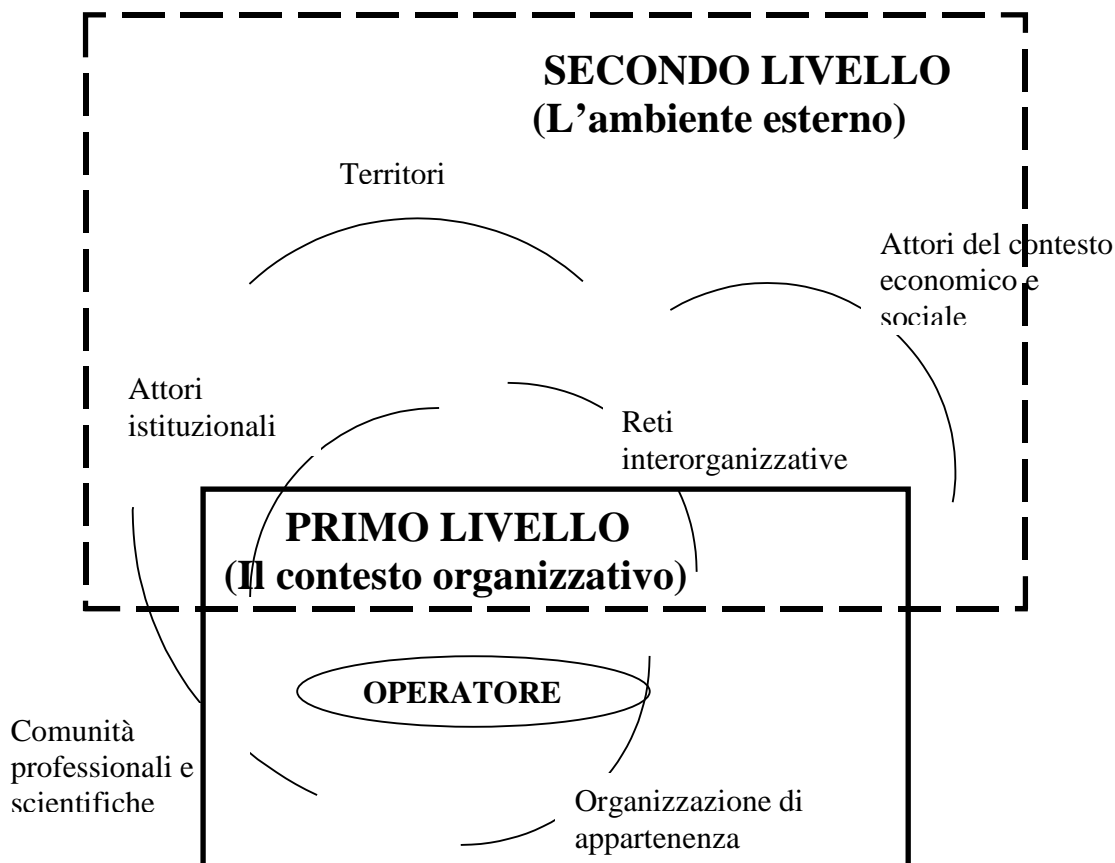 SECONDO LIVELLO
(L'ambiente esterno)
Territori
Attori del contesto
economico e
sociale
Attori
istituzionali
Reti
interorganizzative
PRIMO LIVELLO
(Il contesto organizzativo)
OPERATORE
Comunità
professionali e
scientifiche
Organizzazione di
appartenenza